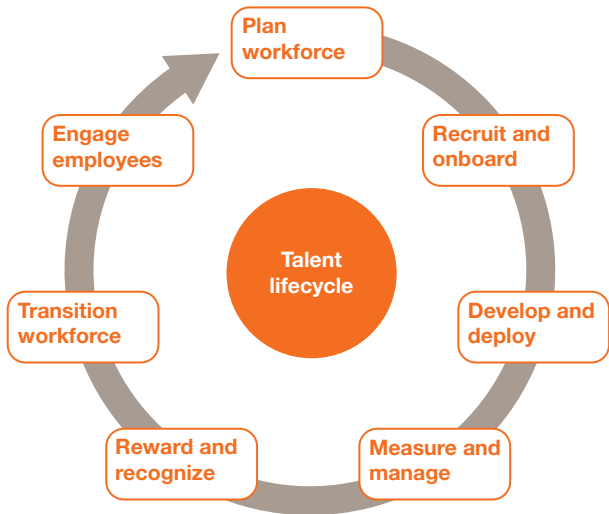 Plan
workforce
Recruit and
onboard
Develop and
deploy
Measure and
manage
Reward and
recognize
Transition
workforce
Engage
employees
Talent
lifecycle